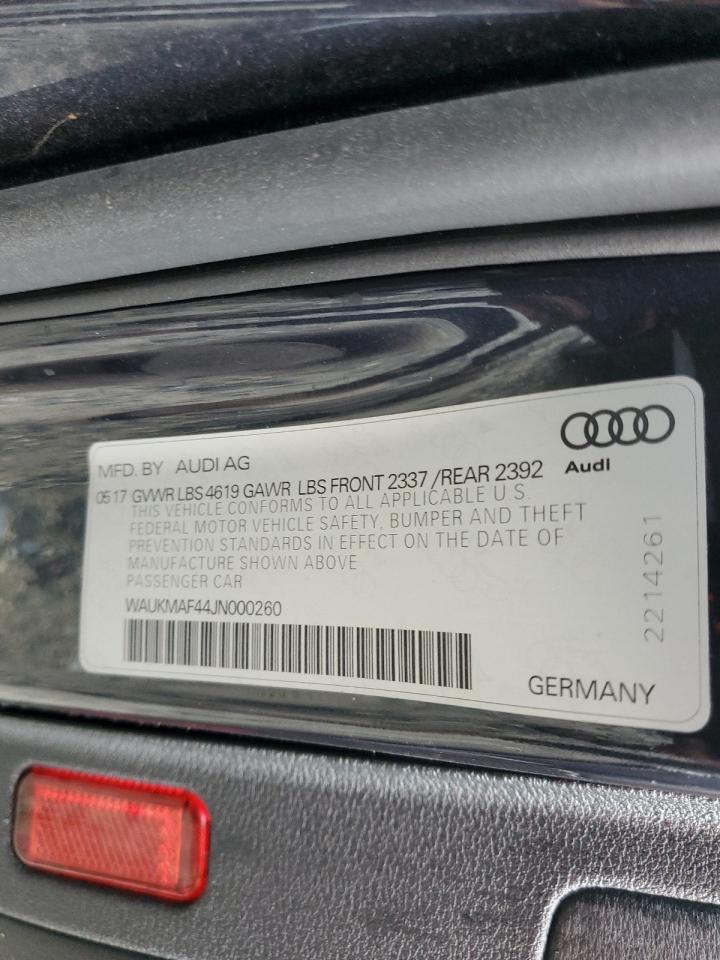 MFD. BY AUDI AG
Audi
0517 GVWR LBS 4619 GAWR LBS FRONT 2337 /REAR 2392
THIS VEHICLE CONFORMS TO ALL APPLICABLE U.S.
FEDERAL MOTOR VEHICLE SAFETY, BUMPER AND THEFT
PREVENTION STANDARDS IN EFFECT ON THE DATE OF
MANUFACTURE SHOWN ABOVE
PASSENGER CAR
WAUKMAF44JN000260
GERMANY
2214261